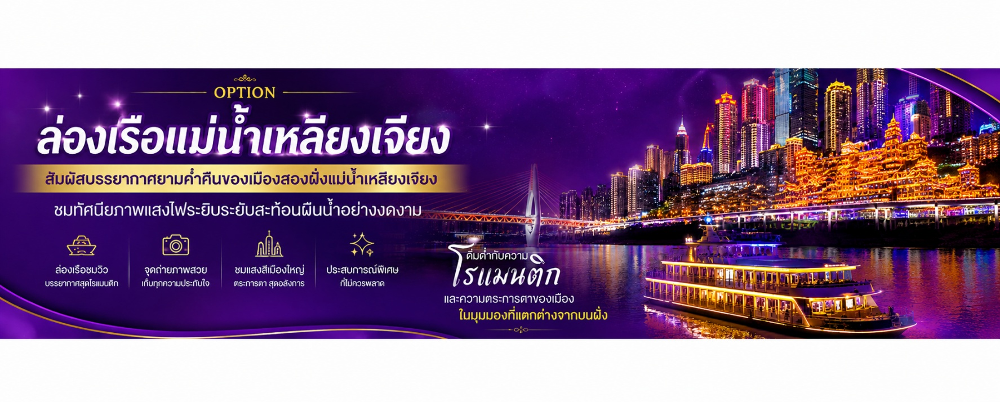 OPTION
ล่องเรือแม่น้ำเหลียงเจียง
สัมผัสบรรยากาศยามค่ำคืนของเมืองสองฝั่งแม่น้ำเหลียงเจียง
ชมทัศนียภาพแสงไฟระยิบระยับสะท้อนผืนน้ำอย่างงดงาม
ล่องเรือชมวิว
บรรยากาศสุดโรแมนติก
จุดถ่ายภาพสวย
เก็บทุกความประทับใจ
ชมแสงสีเมืองใหญ่
ตระการตา สุดอลังการ
ประสบการณ์พิเศษ
ที่ไม่ควรพลาด
ดื่มด่ำกับความ
โรแมนติก
และความตระการตาของเมือง
ในมุมมองที่แตกต่างจากบนฝั่ง